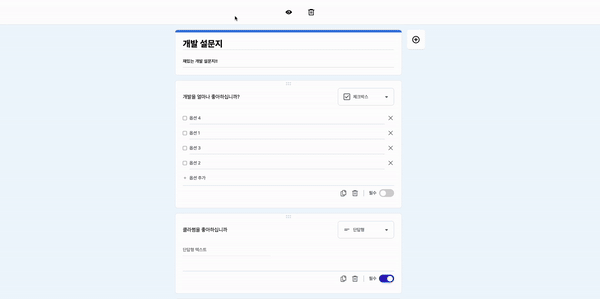 개발 설문지
재밌는 개발 설문지!!
개발을 얼마나 좋아하십니까?
체크박스
옵션 4
옵션 1
옵션 3
옵션 2
+ 옵션 추가
필수
클라썸을 좋아하십니까
단답형
단답형 텍스트
필수